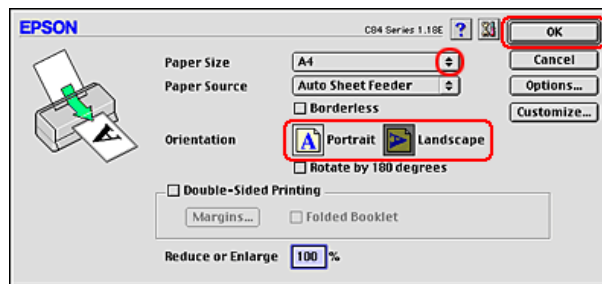 EPSON C84 Series 1.18E ? OK
Paper Size A4 Cancel
Paper Source Auto Sheet Feeder Options...
Borderless Customize...
Orientation A Portrait A Landscape
Rotate by 180 degrees
Double-Sided Printing
Margins... Folded Booklet
Reduce or Enlarge 100 %
A